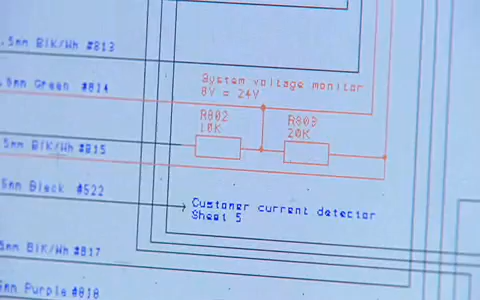 .5mm Blk/Wh #813
System voltage monitor
8V = 24V
.5mm Green #814
R802
10K
R803
20K
5mm Blk/Wh #815
5mm Black #522
Customer current detector
Sheet 5
5mm Blk/Wh #817
5mm Purple #818